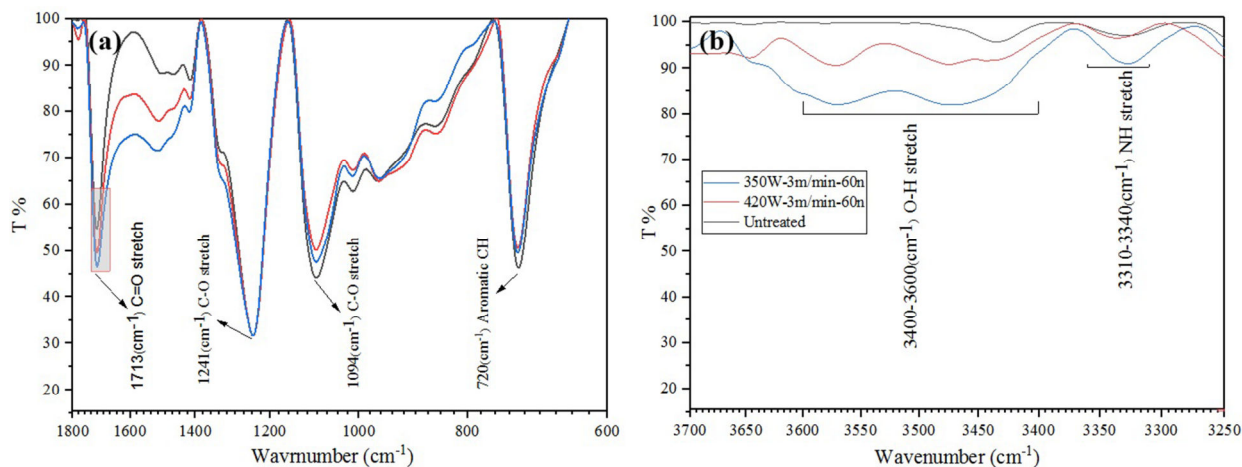 (a)
T %
100
90
80
70
60
50
40
30
20
1713(cm-1) C=O stretch
1241(cm-1) C-O stretch
1094(cm-1) C-O stretch
720(cm-1) Aromatic CH
1800 1600 1400 1200 1000 800 600
Wavrnumber (cm-1)
(b)
T %
100
90
80
70
60
50
40
30
20
350W-3m/min-60n
420W-3m/min-60n
Untreated
3400-3600(cm-1) O-H stretch
3310-3340(cm-1) NH stretch
3700 3650 3600 3550 3500 3450 3400 3350 3300 3250
Wavenumber (cm-1)